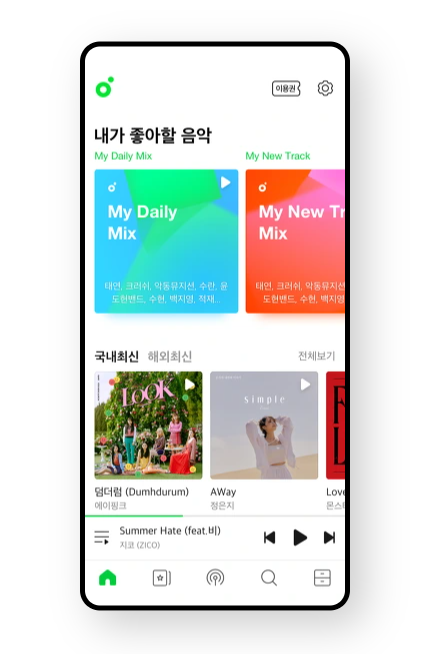 이용권
내가 좋아할 음악
My Daily Mix
My New Track
My Daily
Mix
태연, 크러쉬, 악동뮤지션, 수란, 윤
도현밴드, 수현, 백지영, 적재...
My New Tr
Mix
태연, 크러쉬, 악동뮤지션
도현밴드, 수현, 백지영
국내최신 해외최신 전체보기
LOOK
Simple
덤더럼 (Dumhdurum)
에이핑크
AWay
정은지
Love
몬스
Summer Hate (feat.비)
지코 (ZICO)